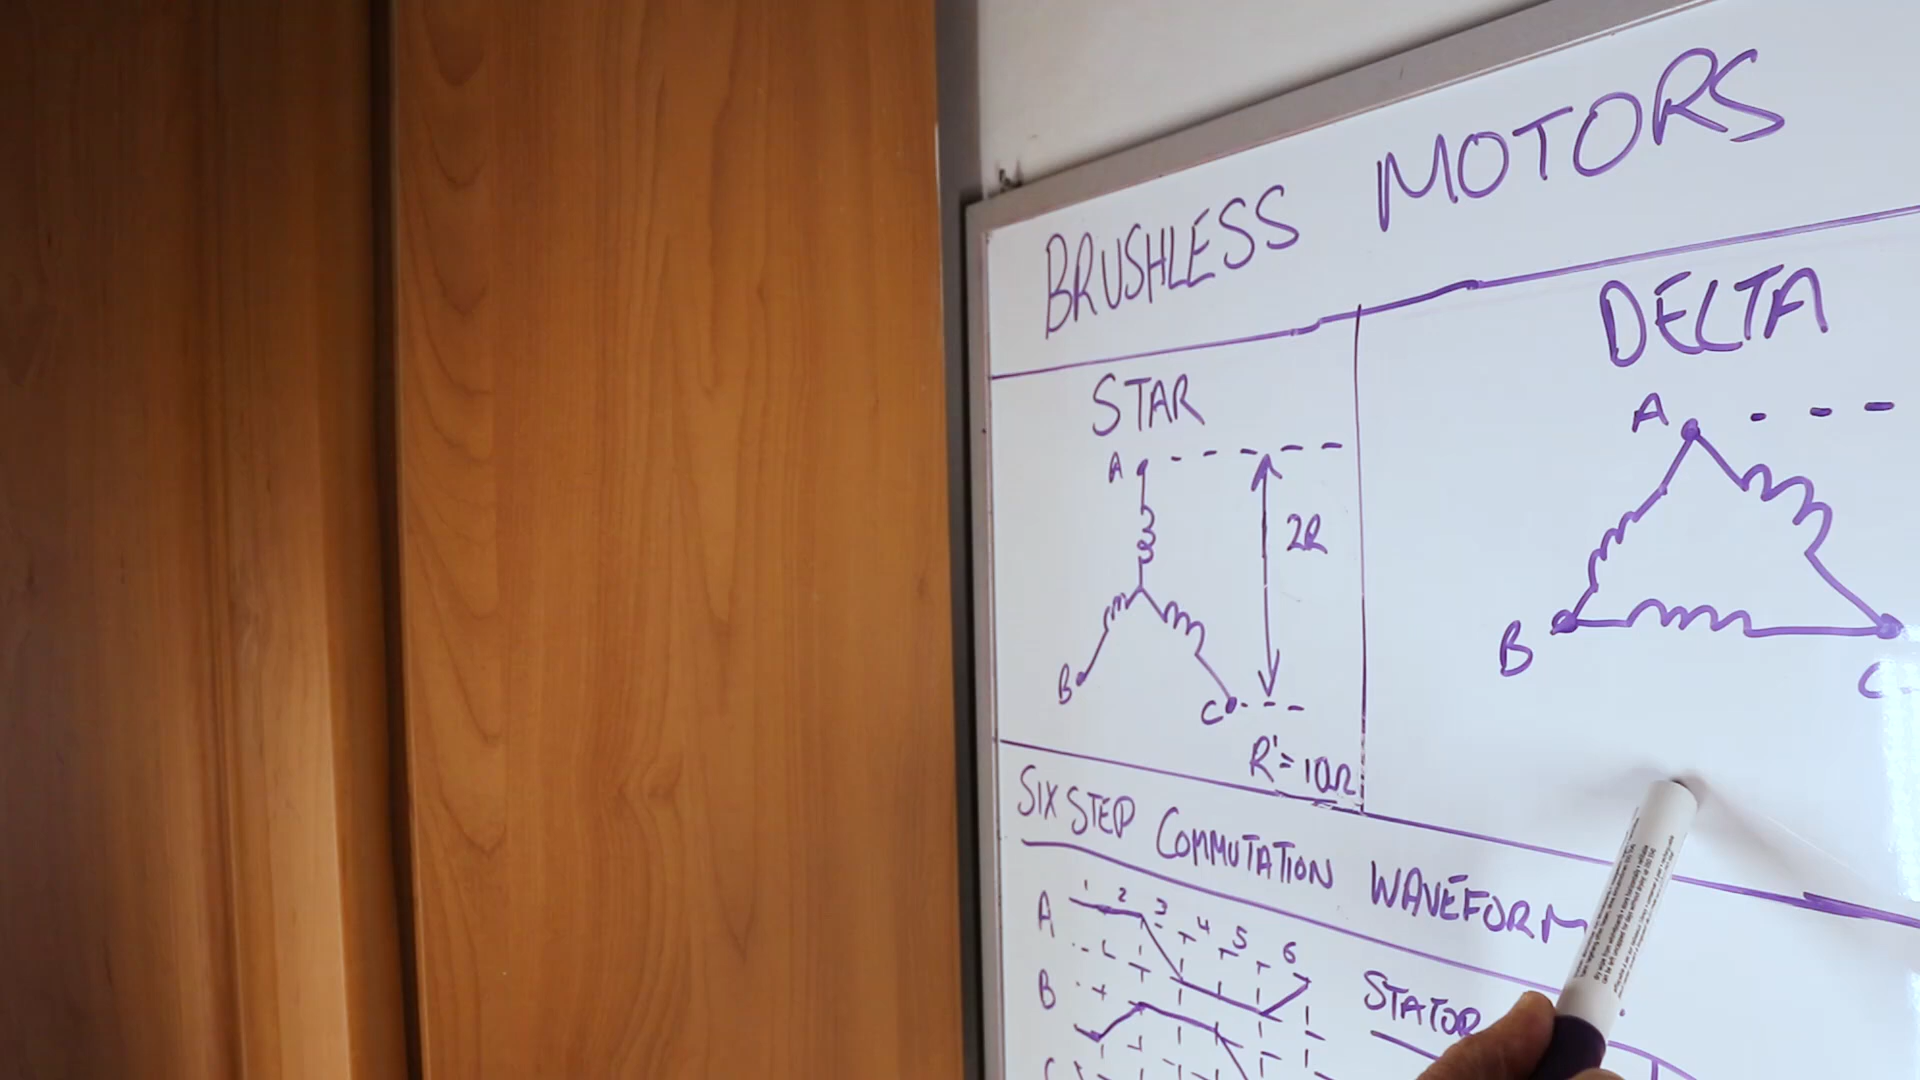 BRUSHLESS MOTORS
STAR
A
2R
B
C
R'=10Ω
DELTA
A
B
C
SIX STEP COMMUTATION WAVEFORM
1 2 3 4 5 6
A
B
C
STATOR